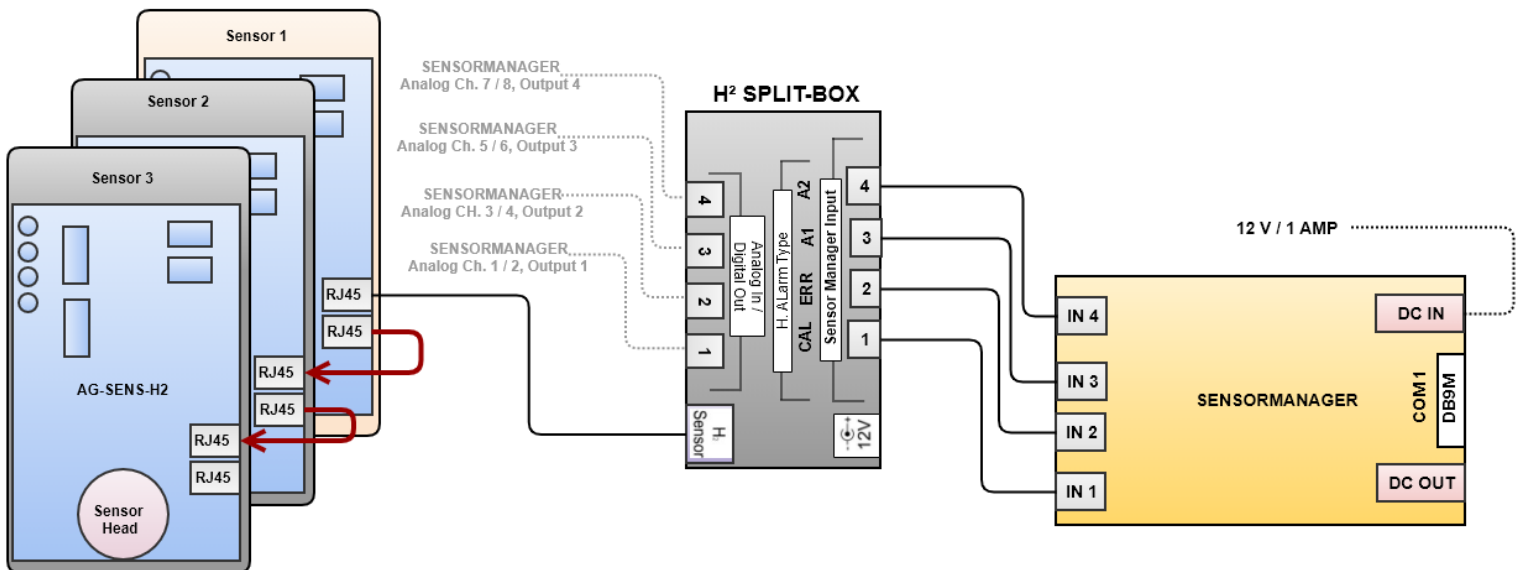 Sensor 1
Sensor 2
Sensor 3
RJ45
RJ45
RJ45
RJ45
RJ45
RJ45
AG-SENS-H2
Sensor
Head
SENSORMANAGER
Analog Ch. 7 / 8, Output 4
SENSORMANAGER
Analog Ch. 5 / 6, Output 3
SENSORMANAGER
Analog CH. 3 / 4, Output 2
SENSORMANAGER
Analog Ch. 1 / 2, Output 1
H² SPLIT-BOX
4
3
2
1
Analog In /
Digital Out
H. ALarm Type
A2
A1
ERR
CAL
Sensor Manager Input
4
3
2
1
H₂
Sensor
- +
12V
12 V / 1 AMP
IN 4
IN 3
IN 2
IN 1
SENSORMANAGER
DC IN
COM 1
DB9M
DC OUT